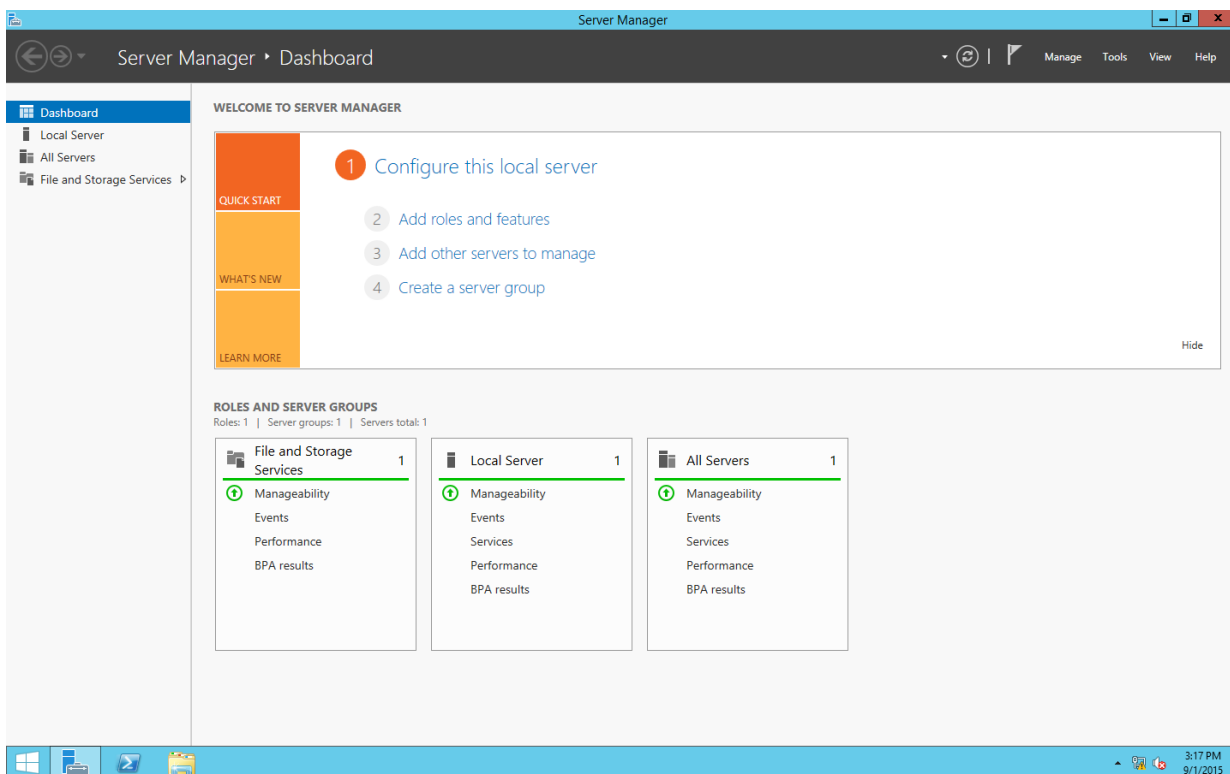 Server Manager
Server Manager • Dashboard
Manage Tools View Help
Dashboard
Local Server
All Servers
File and Storage Services
WELCOME TO SERVER MANAGER
QUICK START
WHAT'S NEW
LEARN MORE
1 Configure this local server
2 Add roles and features
3 Add other servers to manage
4 Create a server group
Hide
ROLES AND SERVER GROUPS
Roles: 1 | Server groups: 1 | Servers total: 1
File and Storage
Services 1
Manageability
Events
Performance
BPA results
Local Server 1
Manageability
Events
Services
Performance
BPA results
All Servers 1
Manageability
Events
Services
Performance
BPA results
3:17 PM
9/1/2015